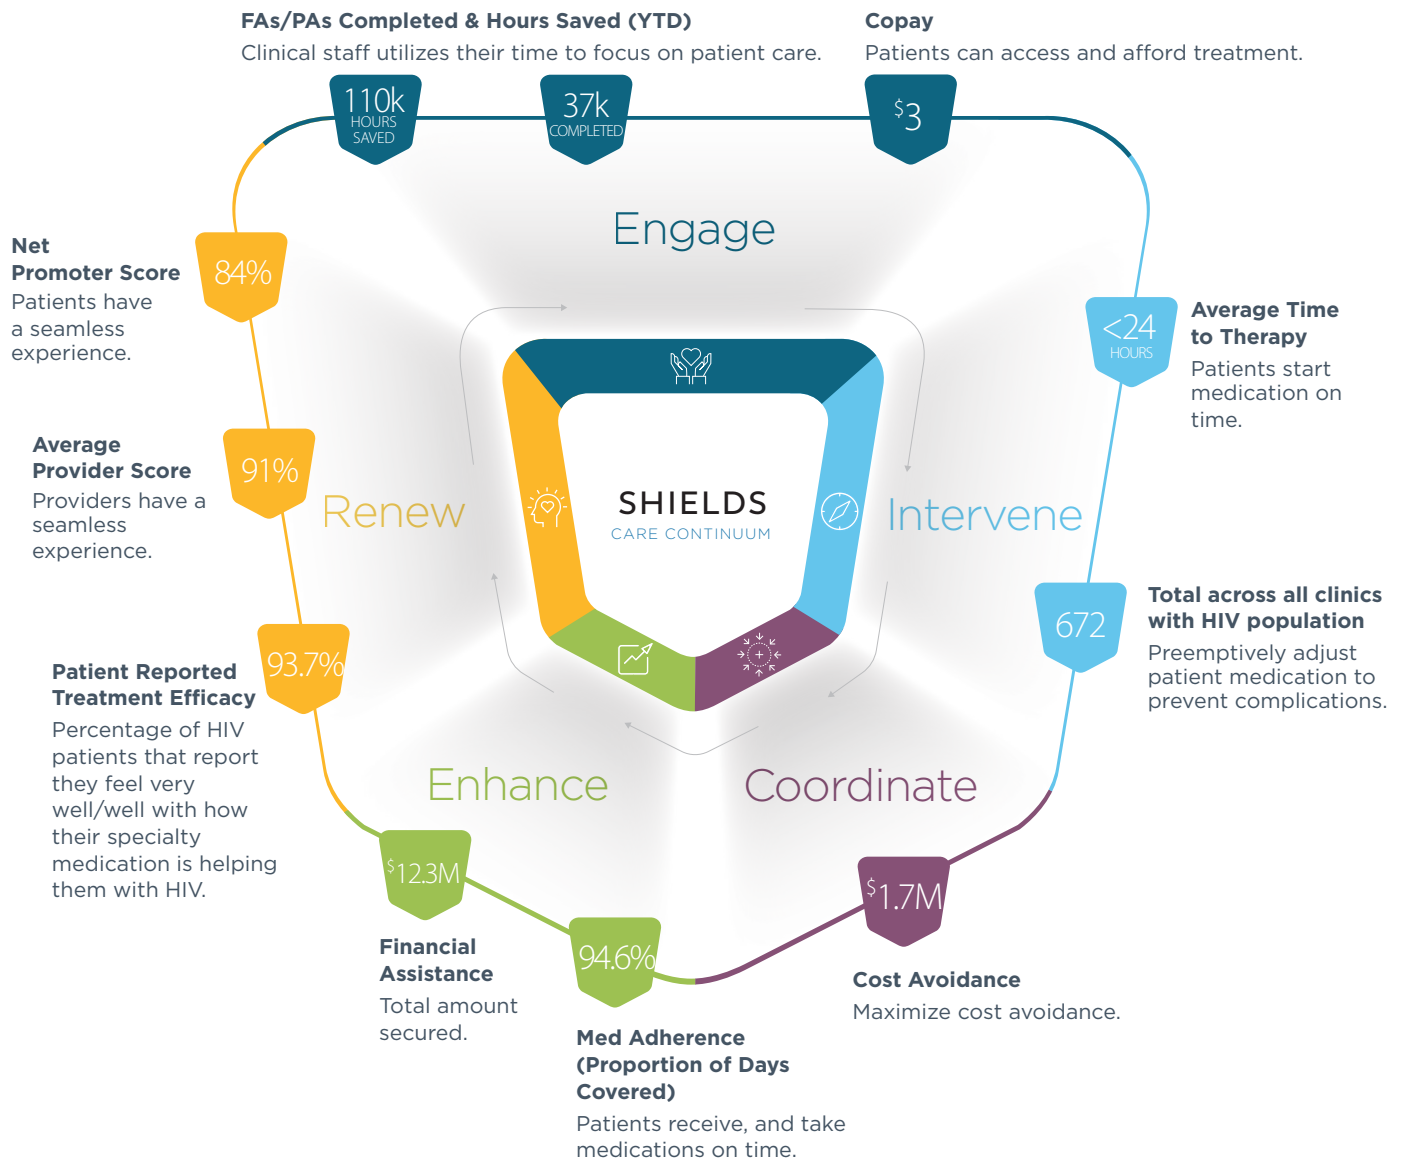 FAs/PAs Completed & Hours Saved (YTD)
Clinical staff utilizes their time to focus on patient care.
Copay
Patients can access and afford treatment.
110k
HOURS
SAVED
37k
COMPLETED
$3
Engage
Net
Promoter Score
Patients have
a seamless
experience.
84%
<24
HOURS
Average Time
to Therapy
Patients start
medication on
time.
Average
Provider Score
Providers have a
seamless
experience.
91%
Renew
SHIELDS
CARE CONTINUUM
Intervene
672
Total across all clinics
with HIV population
Preemptively adjust
patient medication to
prevent complications.
93.7%
Patient Reported
Treatment Efficacy
Percentage of HIV
patients that report
they feel very
well/well with how
their specialty
medication is helping
them with HIV.
Enhance
Coordinate
$12.3M
Financial
Assistance
Total amount
secured.
94.6%
Med Adherence
(Proportion of Days
Covered)
Patients receive, and take
medications on time.
$1.7M
Cost Avoidance
Maximize cost avoidance.